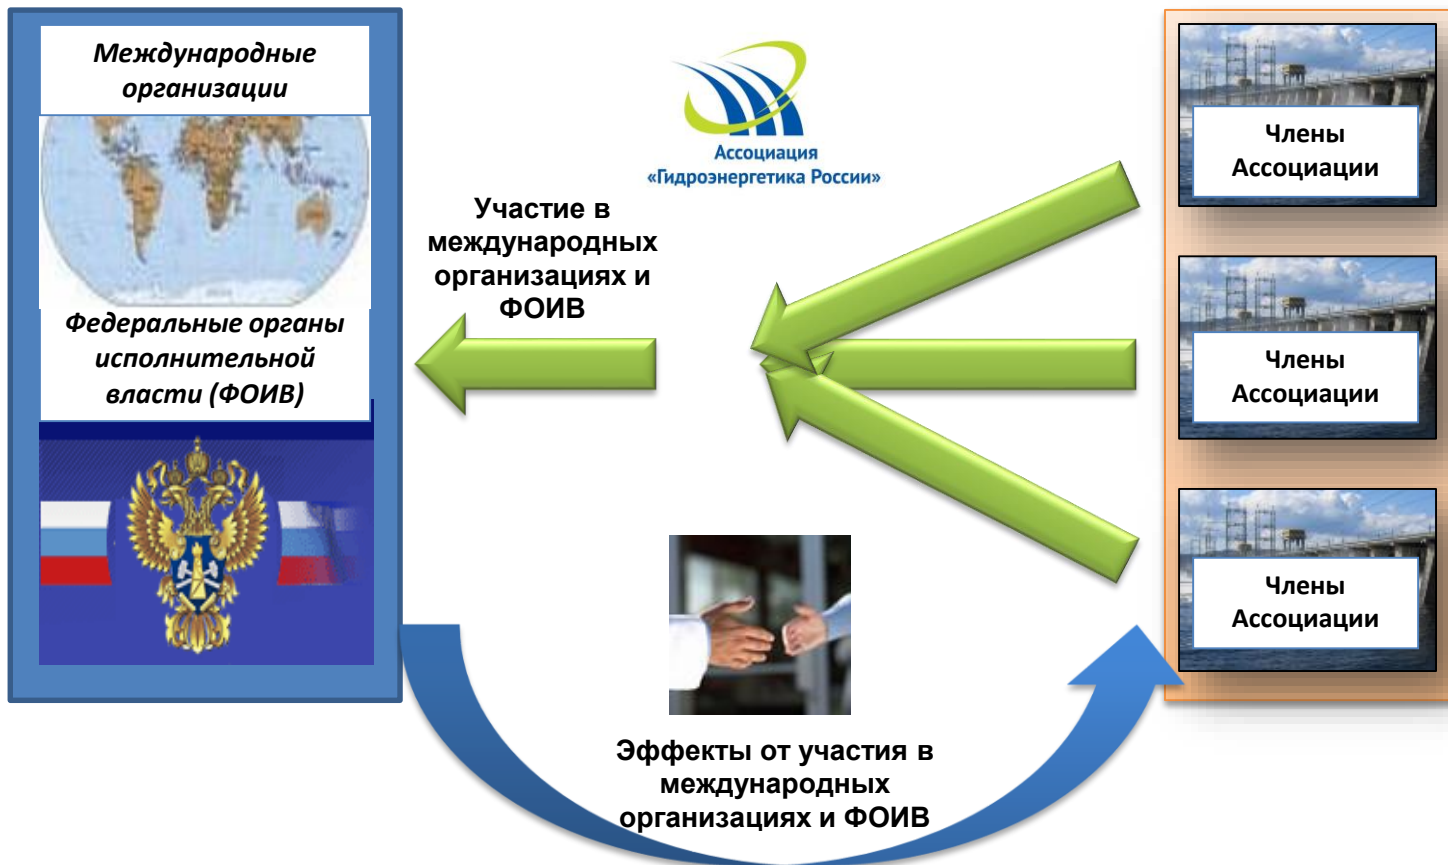 Международные
организации
Федеральные органы
исполнительной
власти (ФОИВ)
Ассоциация
«Гидроэнергетика России»
Участие в
международных
организациях и
ФОИВ
Члены
Ассоциации
Члены
Ассоциации
Члены
Ассоциации
Эффекты от участия в
международных
организациях и ФОИВ